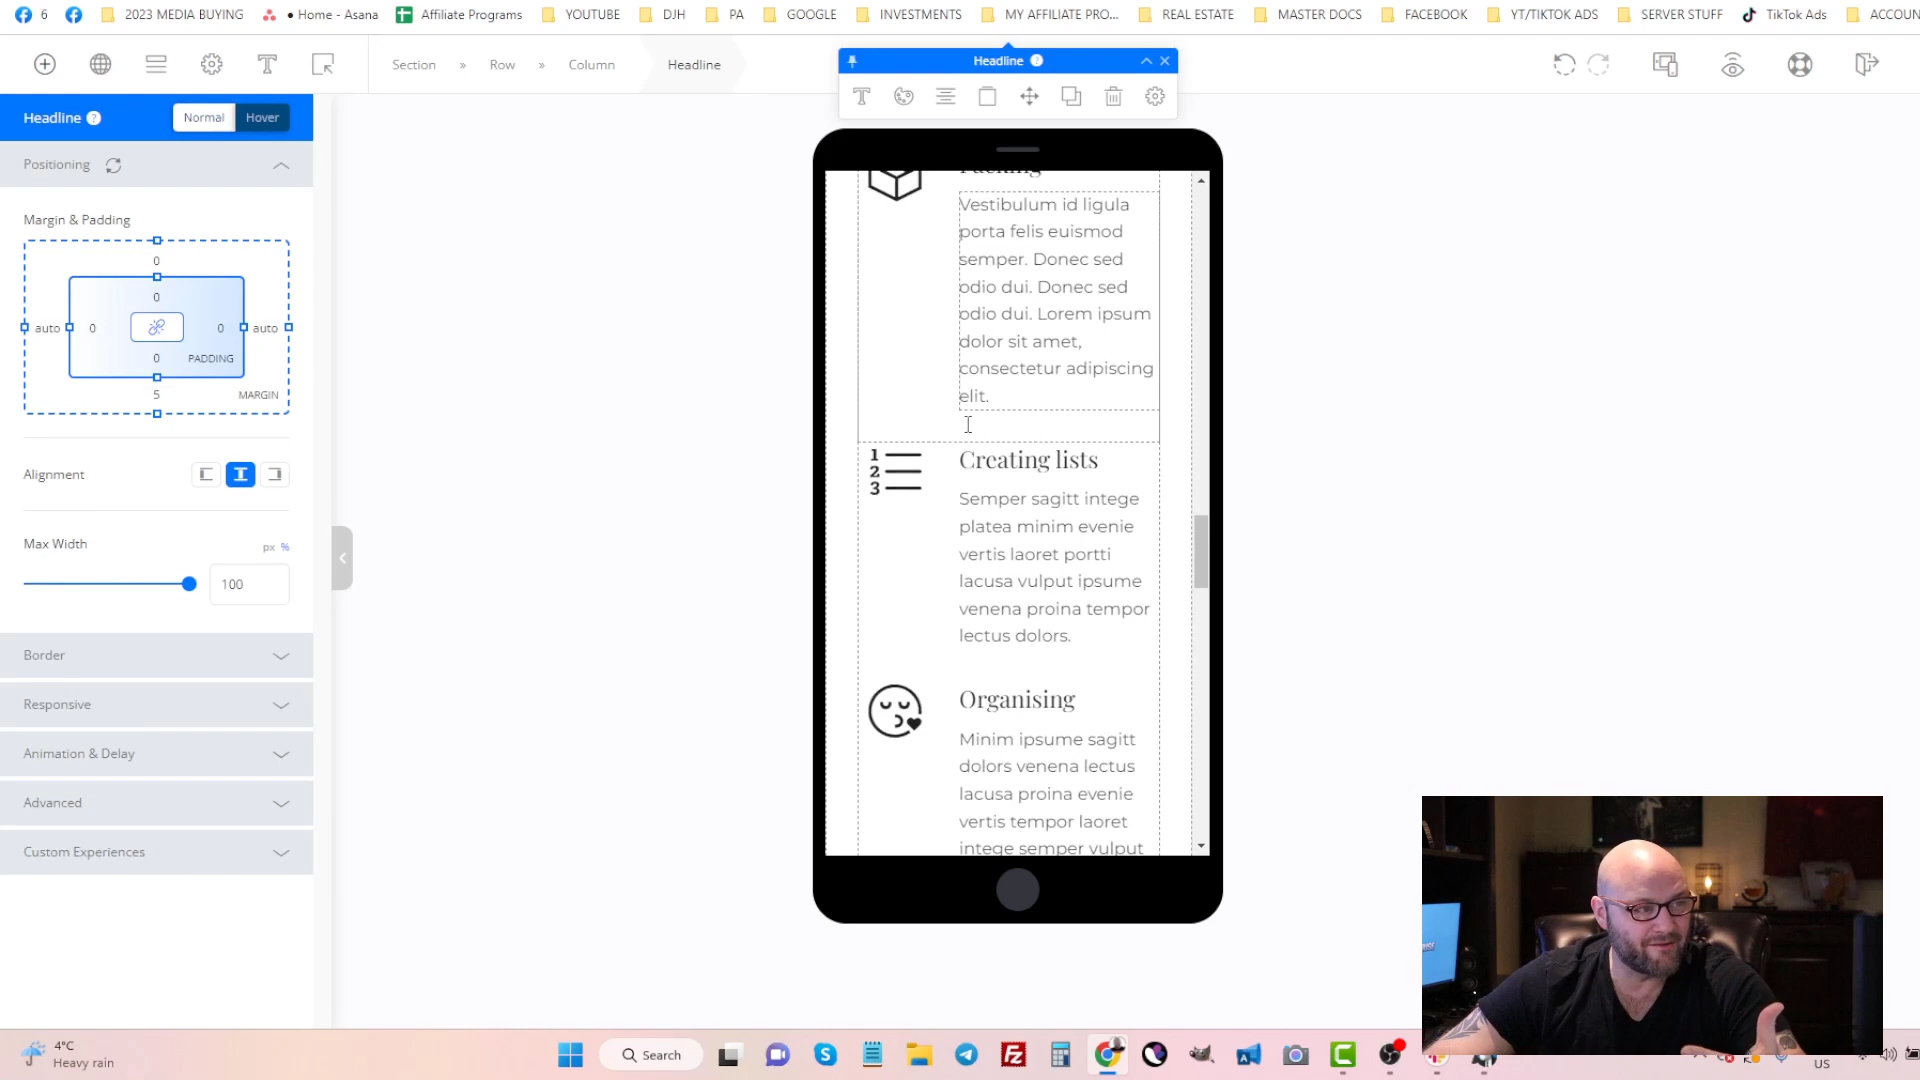 6
2023 MEDIA BUYING
• Home - Asana
Affiliate Programs
YOUTUBE
DJH
PA
GOOGLE
INVESTMENTS
MY AFFILIATE PRO...
REAL ESTATE
MASTER DOCS
FACEBOOK
YT/TIKTOK ADS
SERVER STUFF
TikTok Ads
ACCOUN
Section » Row » Column Headline
Headline ?
Headline ? Normal Hover
Positioning
Margin & Padding
0
0
auto 0 0 auto
0 PADDING
5 MARGIN
Alignment
Max Width px %
100
Border
Responsive
Animation & Delay
Advanced
Custom Experiences
Packing
Vestibulum id ligula
porta felis euismod
semper. Donec sed
odio dui. Donec sed
odio dui. Lorem ipsum
dolor sit amet,
consectetur adipiscing
elit.
1
2
3
Creating lists
Semper sagitt intege
platea minim evenie
vertis laoret portti
lacusa vulput ipsume
venena proina tempor
lectus dolors.
Organising
Minim ipsume sagitt
dolors venena lectus
lacusa proina evenie
vertis tempor laoret
intege semper vulput
4°C
Heavy rain
Search
Fz
A
C
US